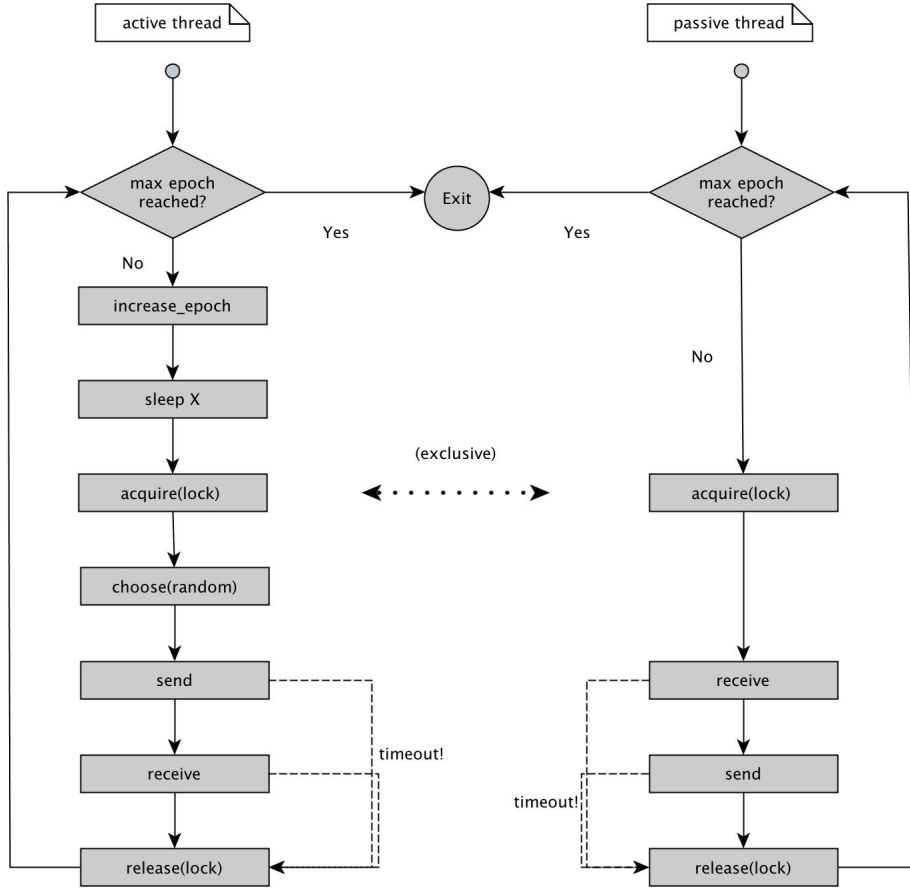 active thread
passive thread
max epoch
reached?
Exit
max epoch
reached?
Yes
Yes
No
increase_epoch
No
sleep X
(exclusive)
acquire(lock)
acquire(lock)
choose(random)
send
receive
timeout!
receive
send
timeout!
release(lock)
release(lock)